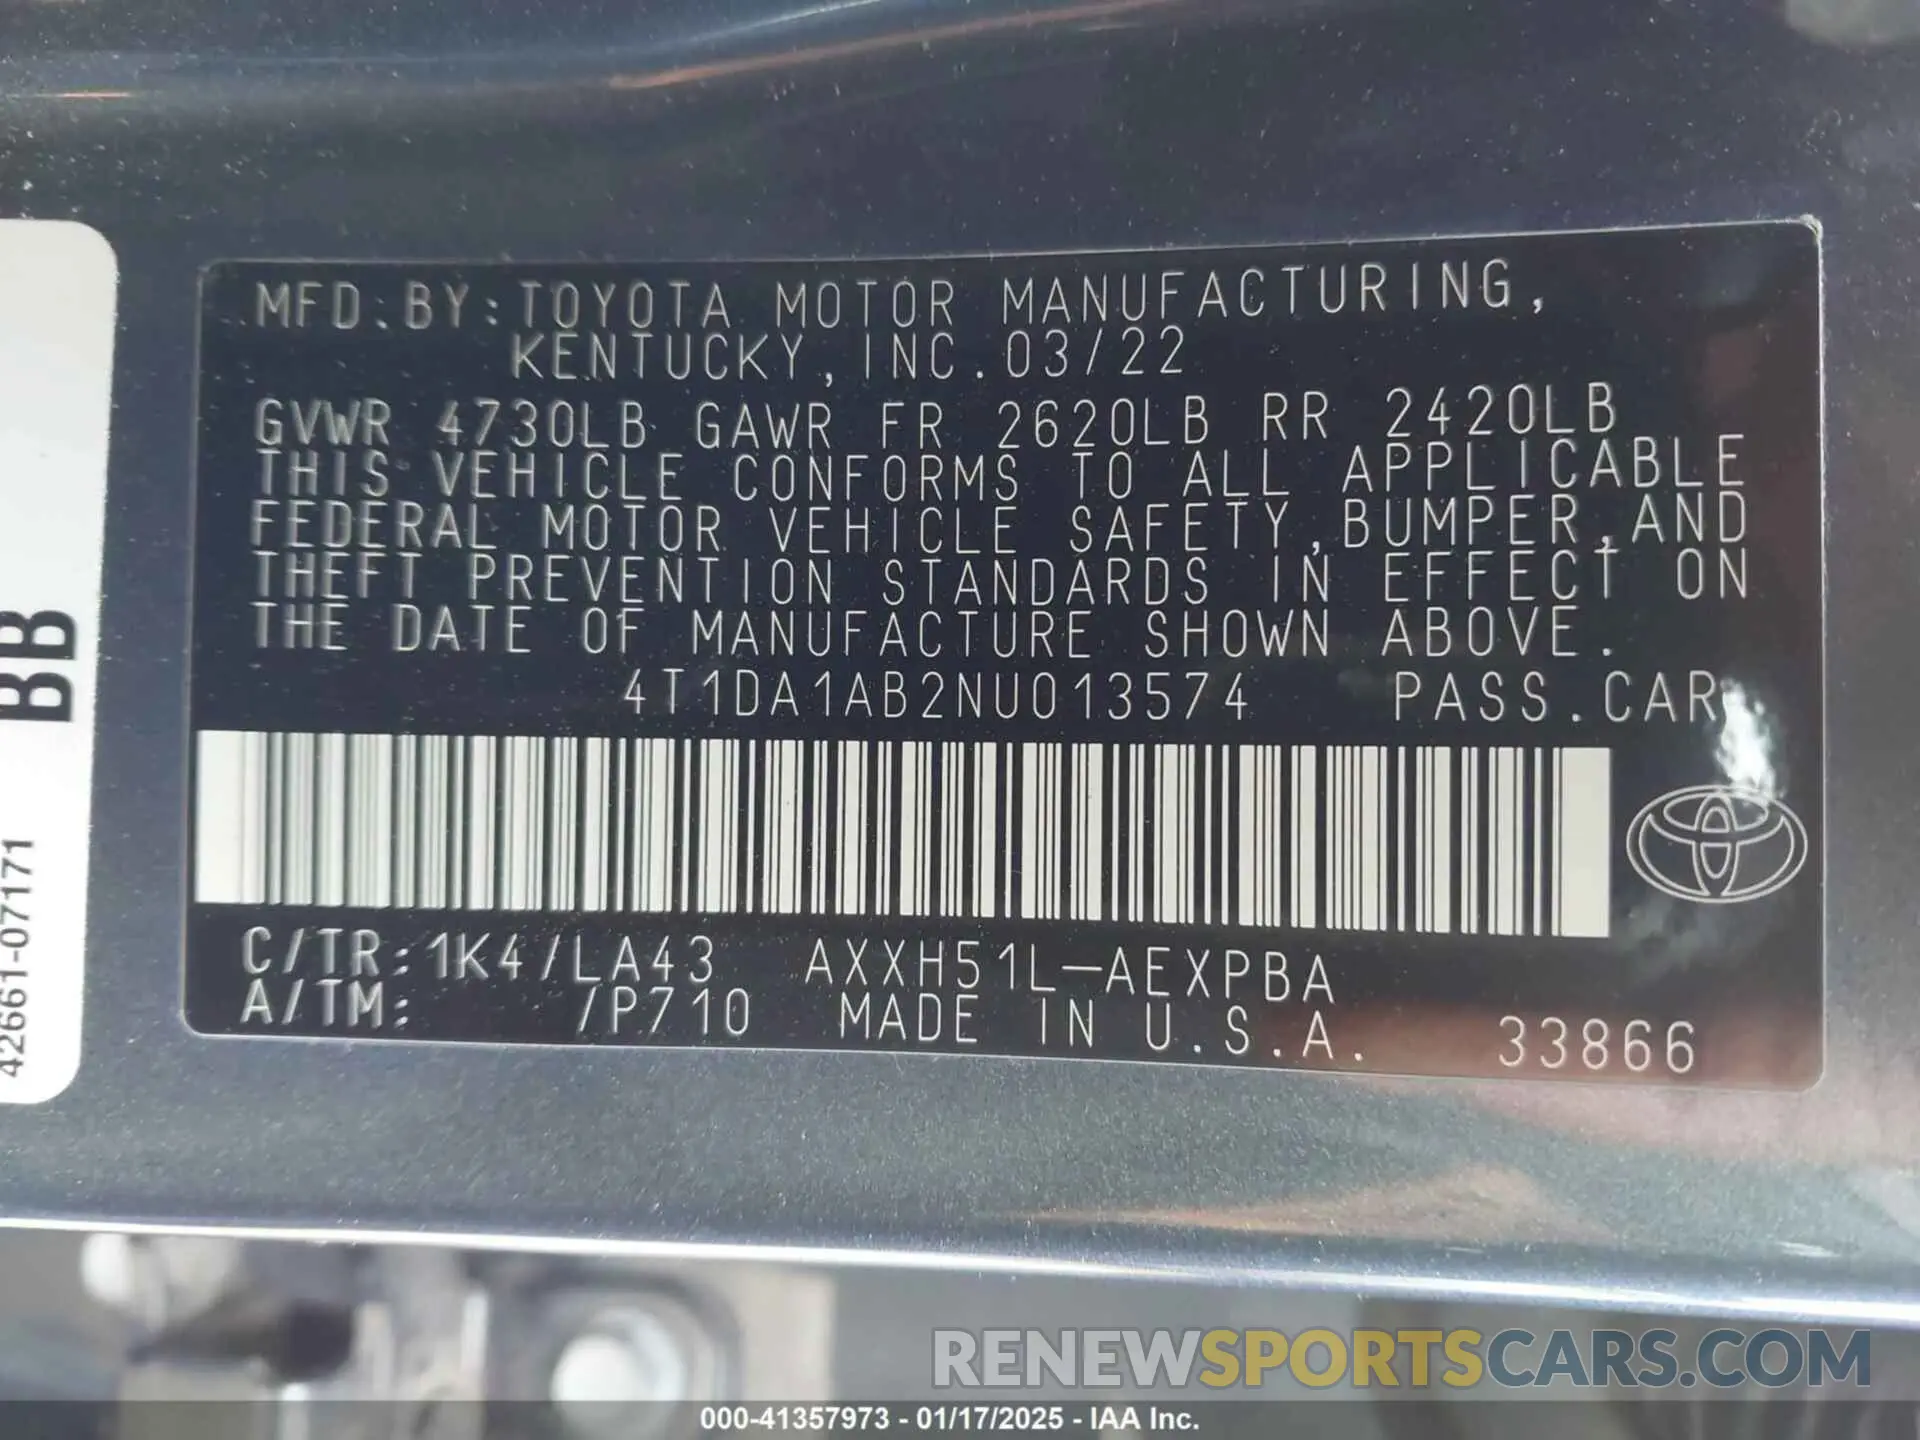 MFD.BY:TOYOTA MOTOR MANUFACTURING,
KENTUCKY,INC.03/22
GVWR 4730LB GAWR FR 2620LB RR 2420LB
THIS VEHICLE CONFORMS TO ALL APPLICABLE
FEDERAL MOTOR VEHICLE SAFETY,BUMPER,AND
THEFT PREVENTION STANDARDS IN EFFECT ON
THE DATE OF MANUFACTURE SHOWN ABOVE.
4T1DA1AB2NU013574 PASS.CAR
C/TR:1K4/LA43 AXXH51L-AEXPBA
A/TM: /P710 MADE IN U.S.A. 33866
BB
42661-07171
RENEWSPORTSCARS.COM
000-41357973 - 01/17/2025 - IAA Inc.